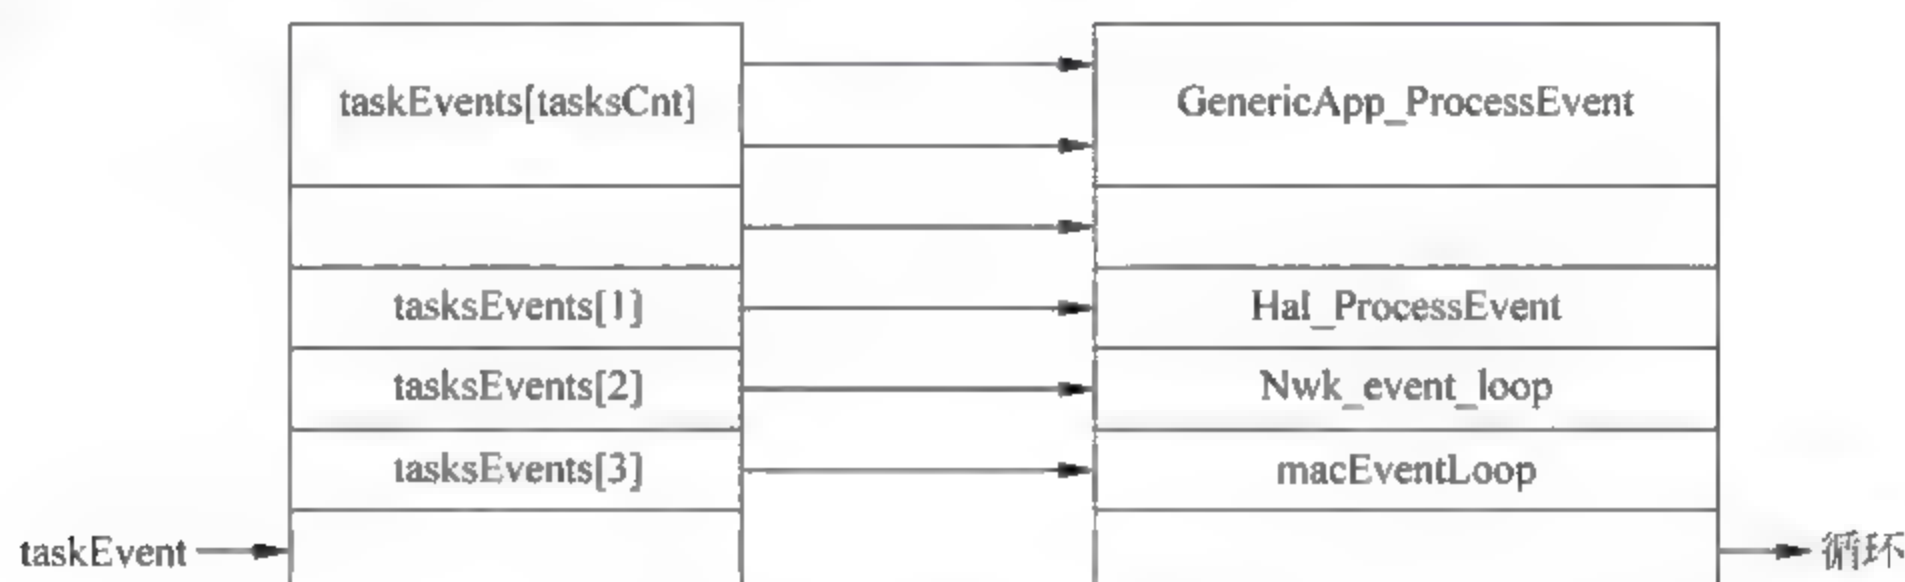 taskEvents[tasksCnt] GenericApp_ProcessEvent
tasksEvents[1] Hal_ProcessEvent
tasksEvents[2] Nwk_event_loop
tasksEvents[3] macEventLoop
taskEvent 循环